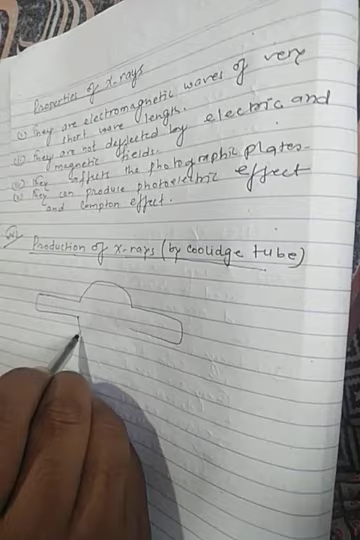 Properties of x-rays
(i) They are electromagnetic waves of very
short wave length.
(ii) They are not deflected by electric and
magnetic fields.
(iii) They affects the photographic plates.
(iv) They can produce photoelectric effect
and compton effect.
Production of x-rays (by coolidge tube)